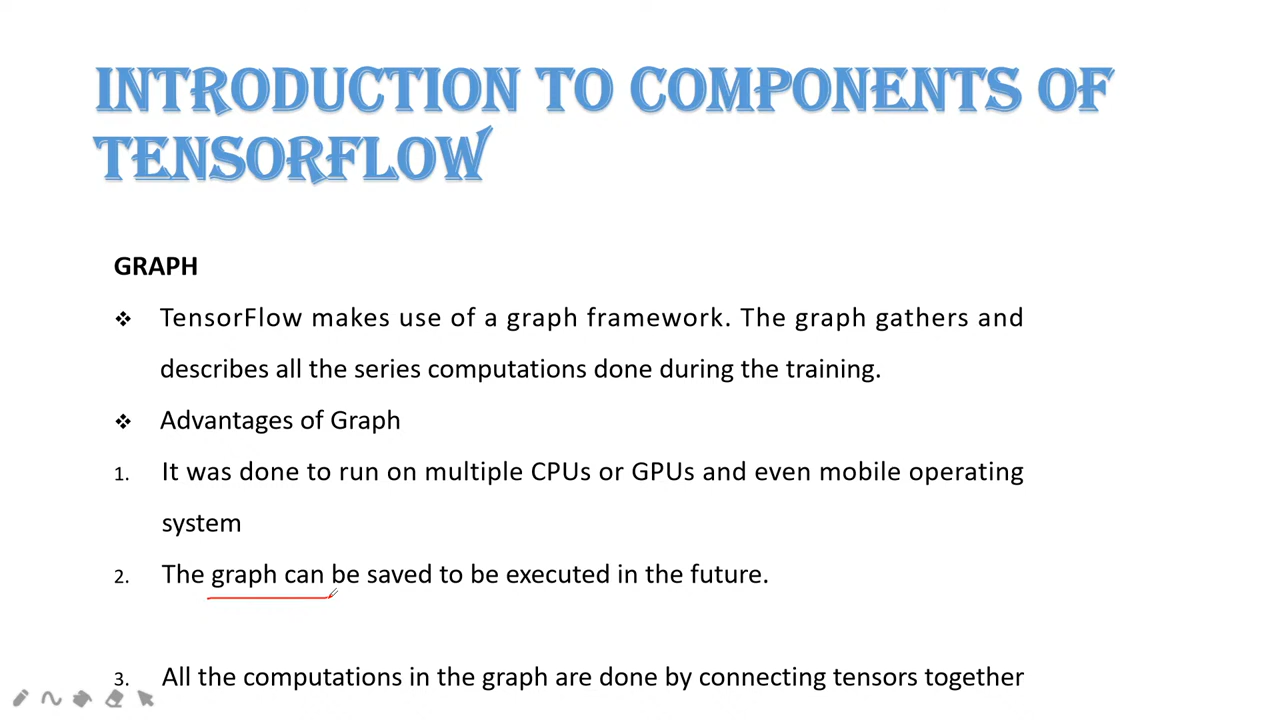 INTRODUCTION TO COMPONENTS OF
TENSORFLOW
GRAPH
❖ TensorFlow makes use of a graph framework. The graph gathers and
describes all the series computations done during the training.
❖ Advantages of Graph
1. It was done to run on multiple CPUs or GPUs and even mobile operating
system
2. The graph can be saved to be executed in the future.
3. All the computations in the graph are done by connecting tensors together